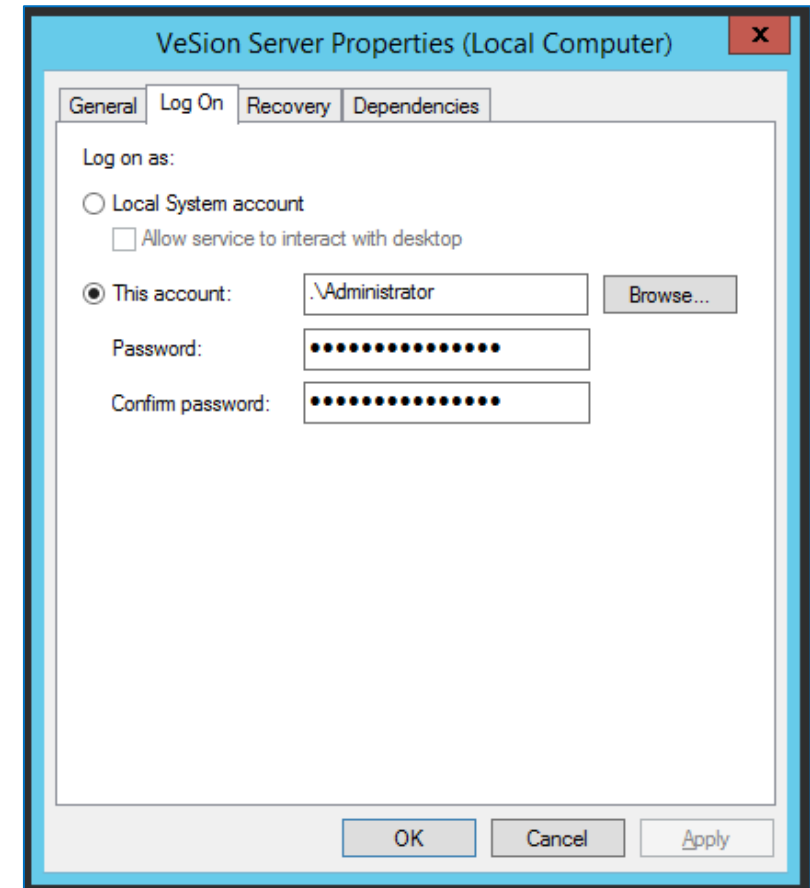 VeSion Server Properties (Local Computer)
x
General Log On Recovery Dependencies
Log on as:
Local System account
Allow service to interact with desktop
This account: .\Administrator Browse...
Password: •••••••••••••••
Confirm password: •••••••••••••••
OK Cancel Apply